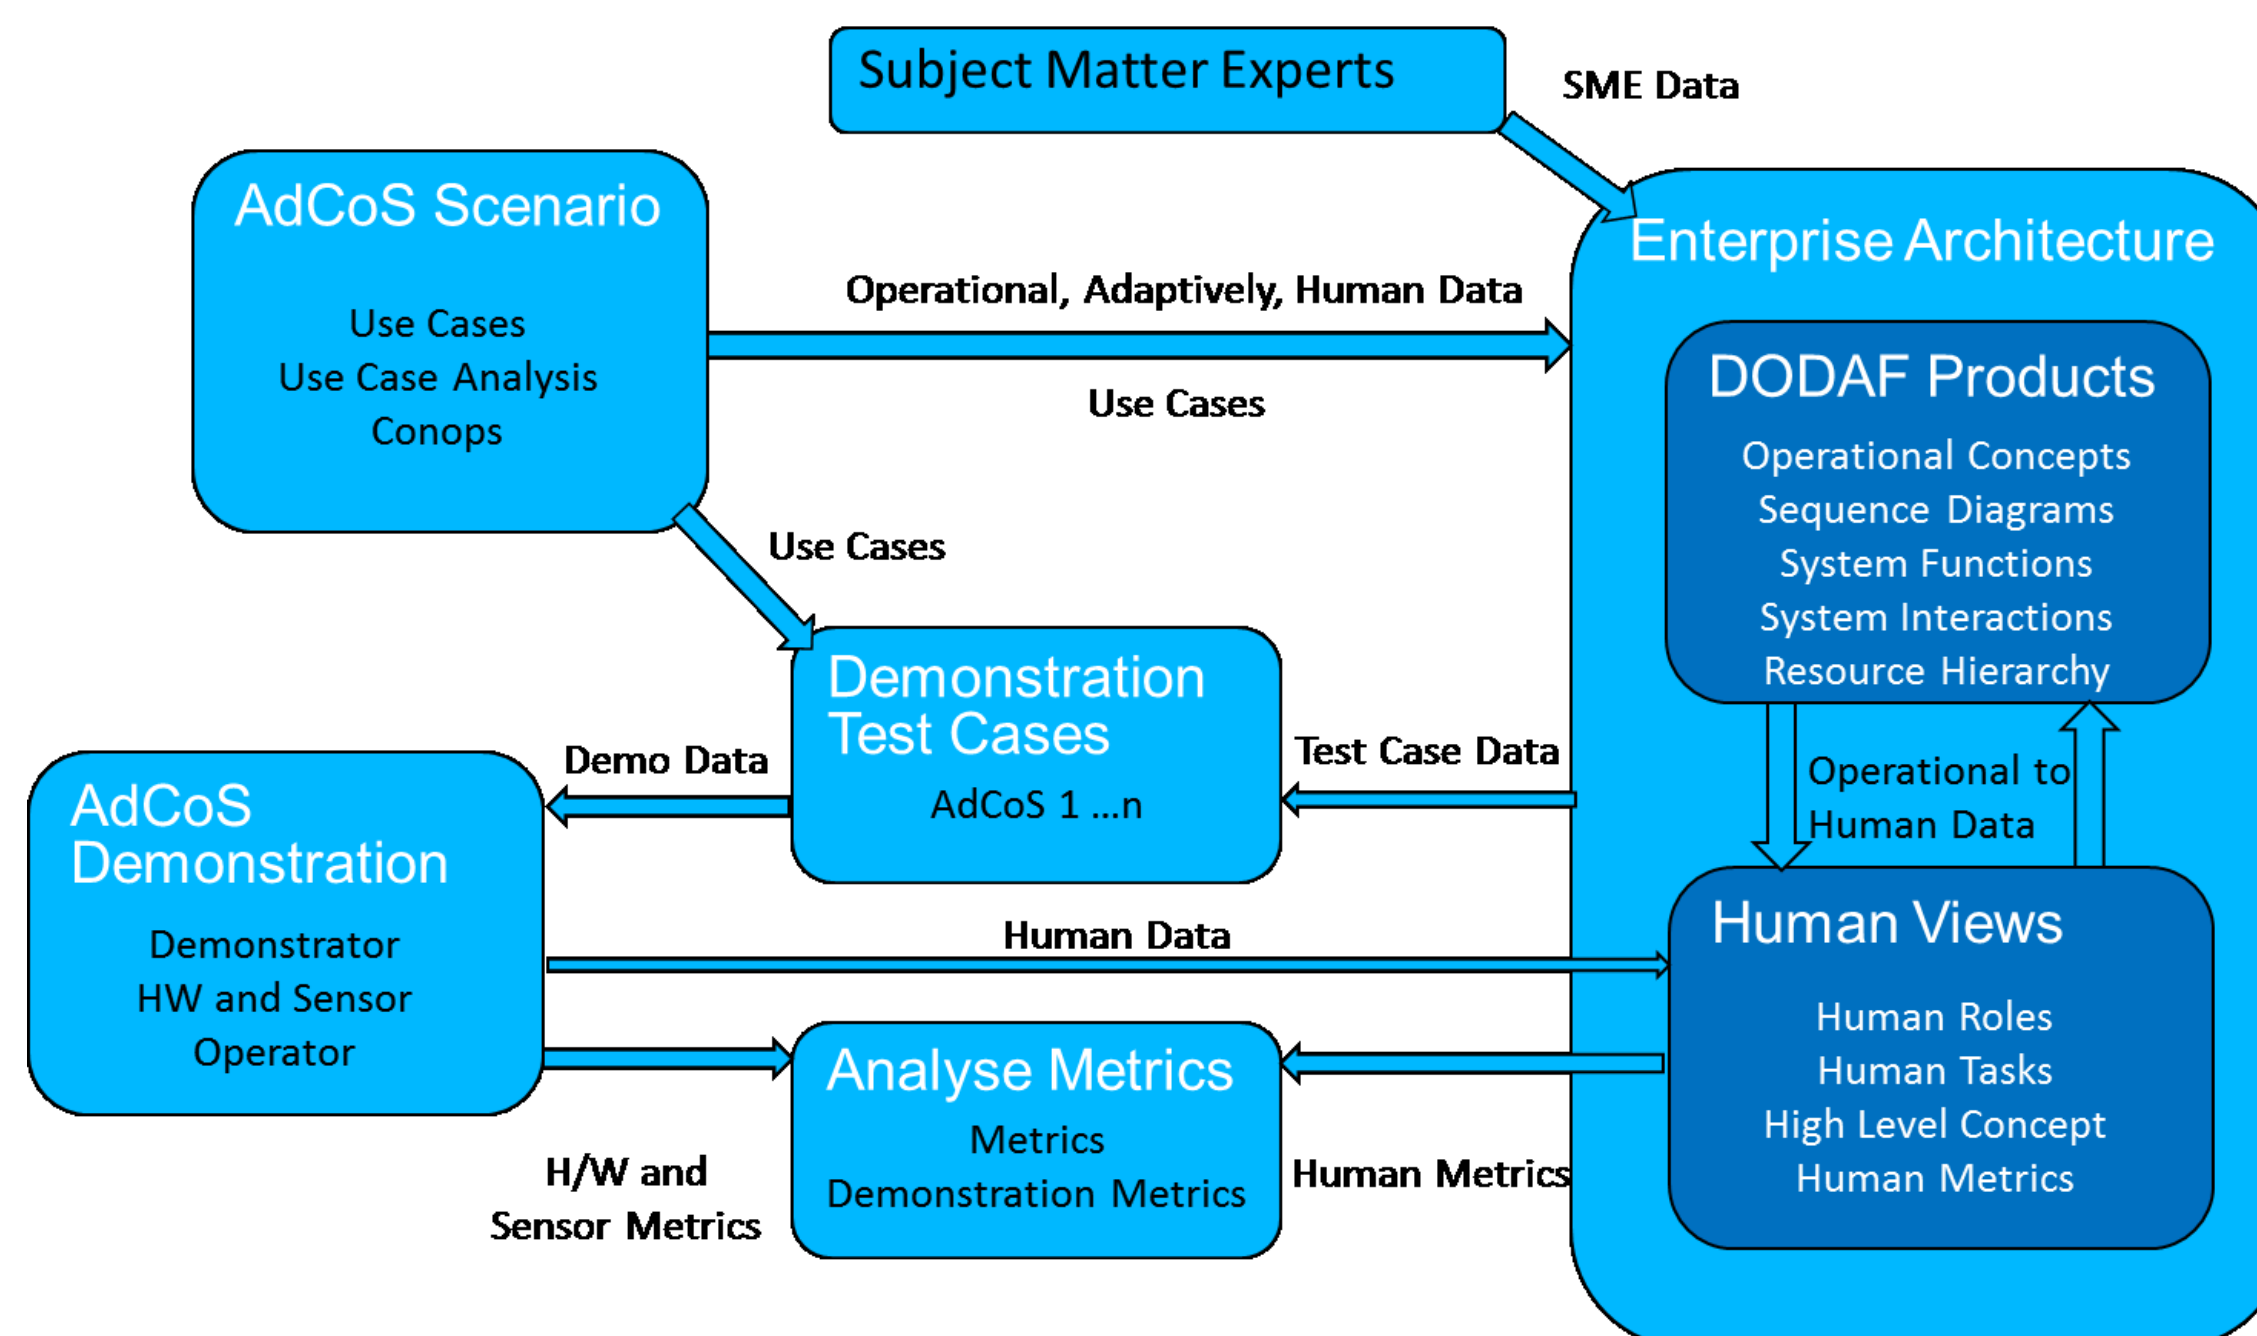 Subject Matter Experts
SME Data
AdCoS Scenario
Use Cases
Use Case Analysis
Conops
Operational, Adaptively, Human Data
Use Cases
Use Cases
Enterprise Architecture
DODAF Products
Operational Concepts
Sequence Diagrams
System Functions
System Interactions
Resource Hierarchy
Operational to
Human Data
Demonstration
Test Cases
AdCoS 1 ...n
Test Case Data
Demo Data
AdCoS
Demonstration
Demonstrator
HW and Sensor
Operator
Human Data
Human Views
Human Roles
Human Tasks
High Level Concept
Human Metrics
Analyse Metrics
Metrics
Demonstration Metrics
H/W and
Sensor Metrics
Human Metrics